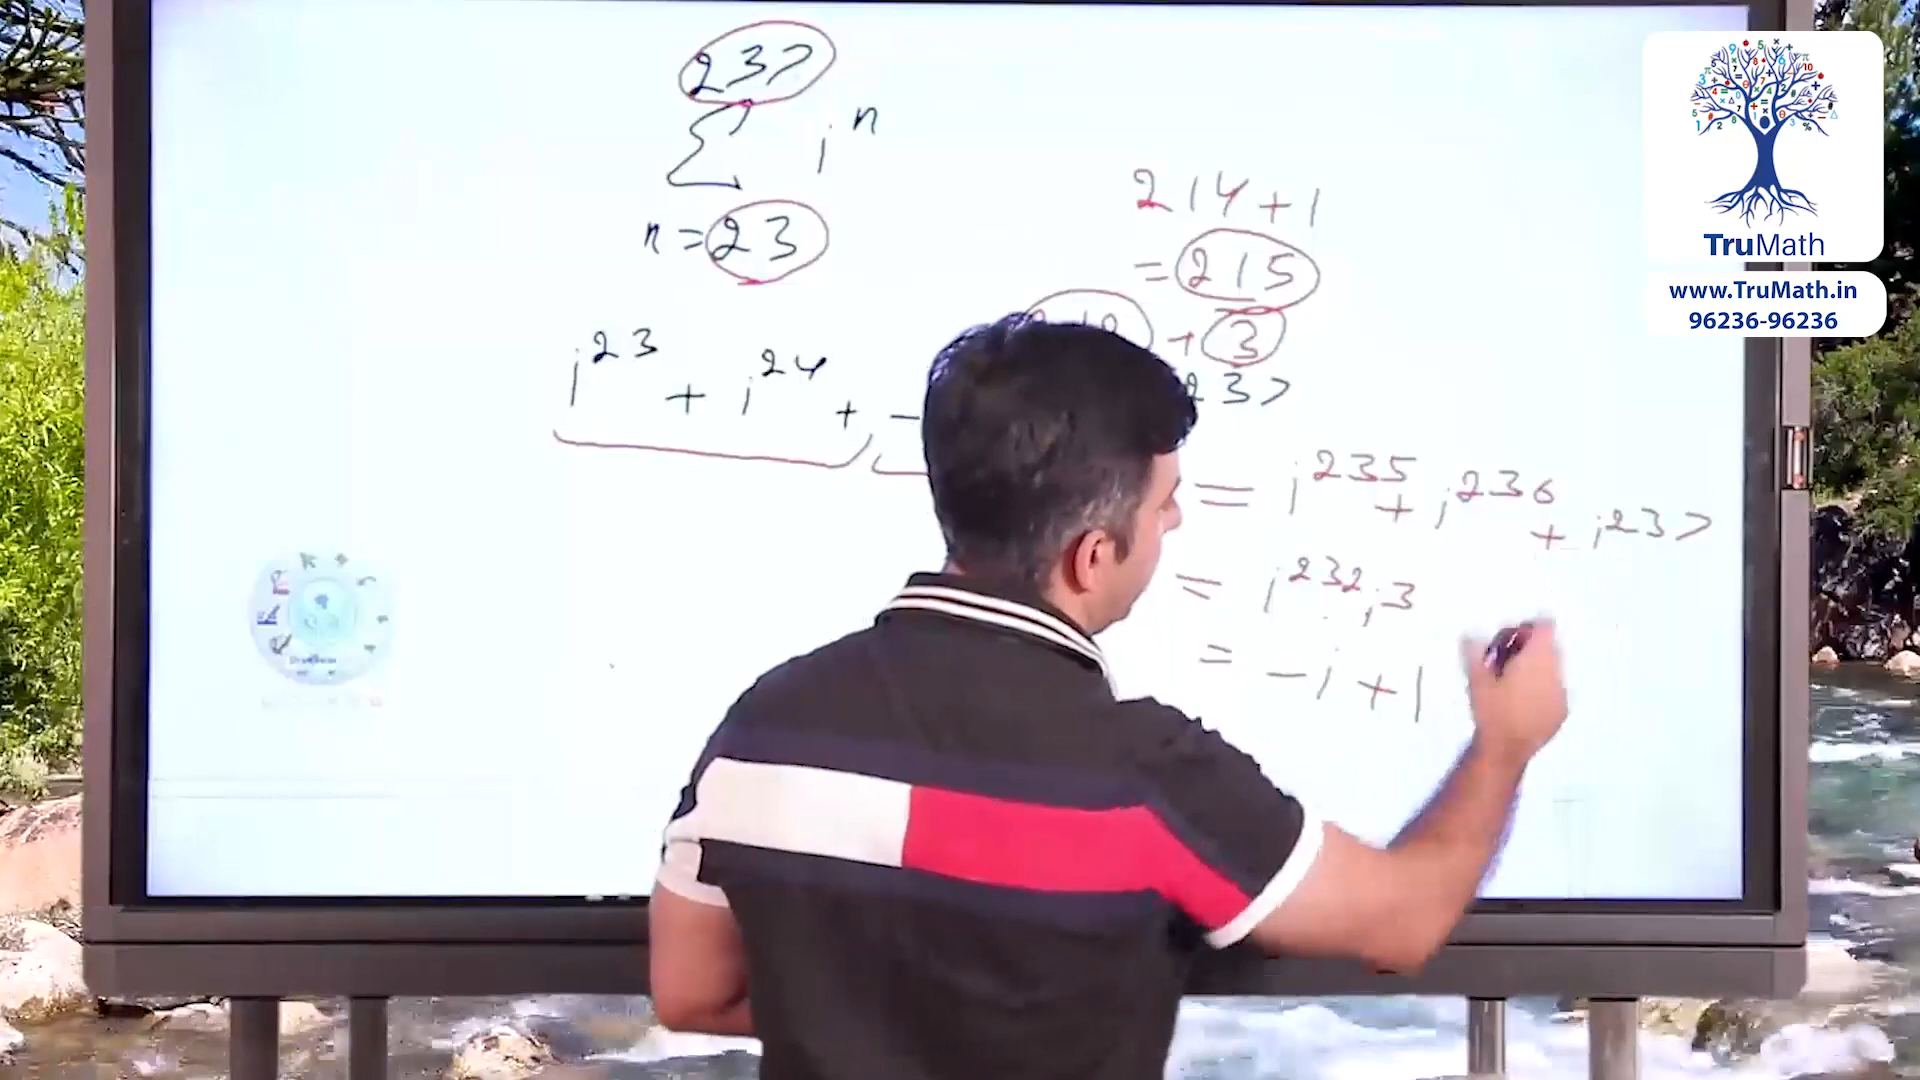 237
∑ i^n
n = 23
i^23 + i^24 + -
214 + 1
= 215
+ 3
237
= i^235 + i^236 + i^237
= i^232 . i^3
= -i + 1
TruMath
www.TruMath.in
96236-96236